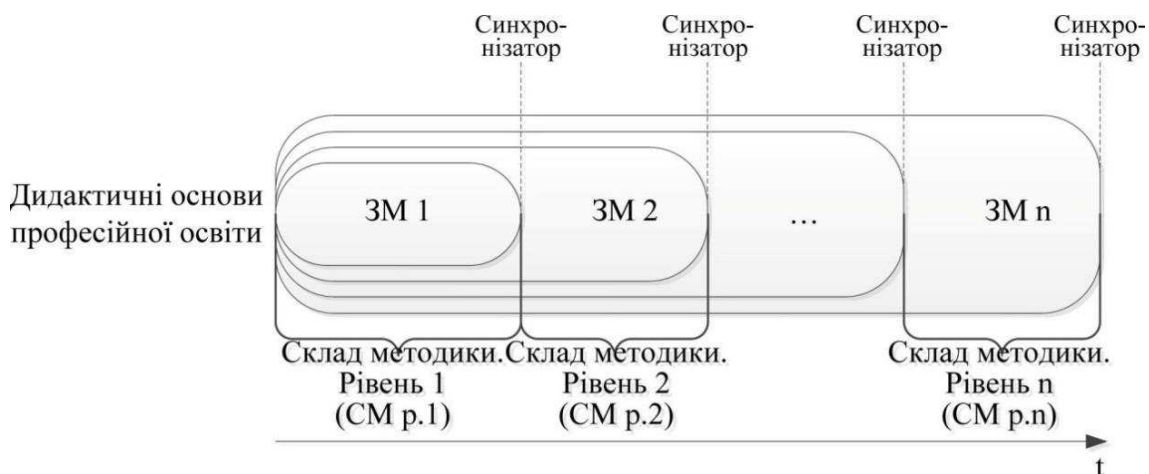 Синхро-
нізатор
Синхро-
нізатор
Синхро-
нізатор
Синхро-
нізатор
Дидактичні основи
професійної освіти
ЗМ 1
ЗМ 2
…
ЗМ n
Склад методики.
Рівень 1
(СМ р.1)
Склад методики.
Рівень 2
(СМ р.2)
Склад методики.
Рівень n
(СМ р.n)
t